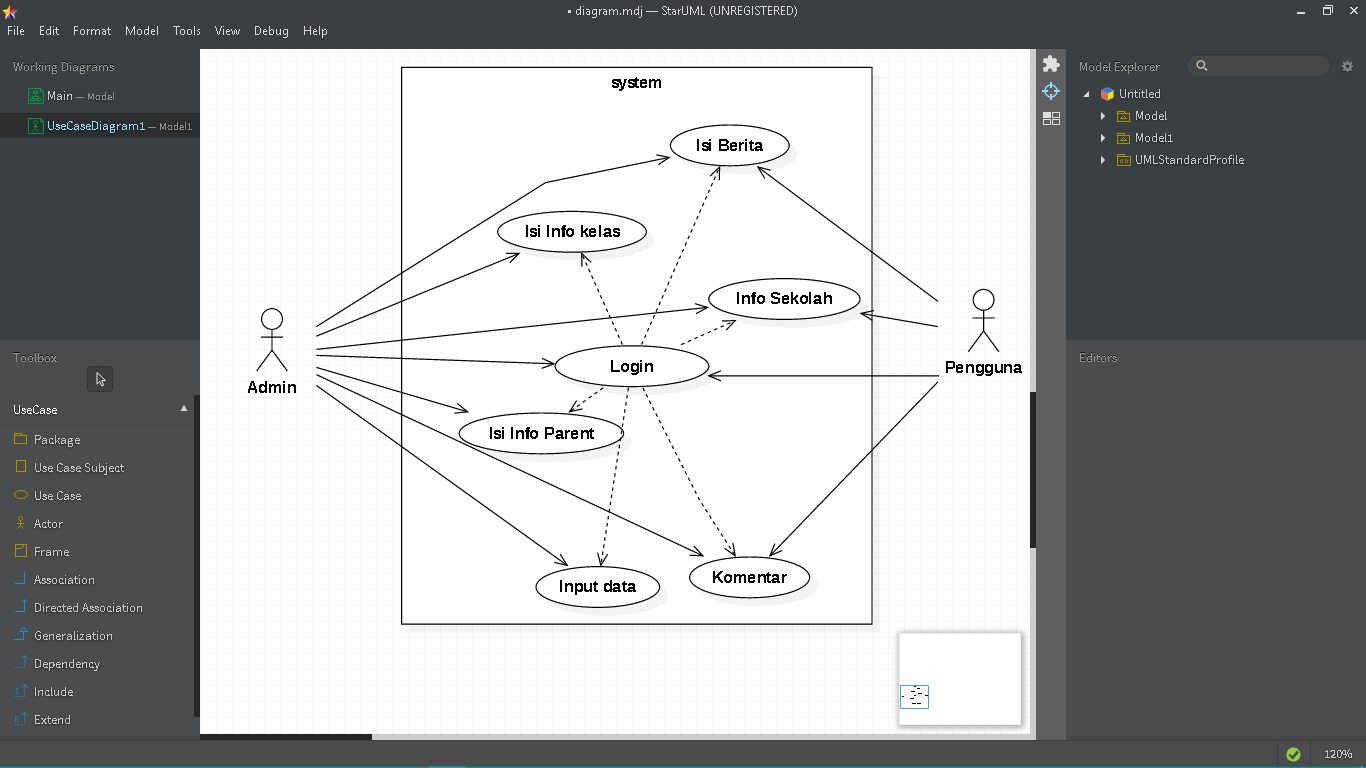 • diagram.mdj — StarUML (UNREGISTERED)
File Edit Format Model Tools View Debug Help
Working Diagrams
Main — Model
UseCaseDiagram1 — Model1
Toolbox
UseCase
Package
Use Case Subject
Use Case
Actor
Frame
Association
Directed Association
Generalization
Dependency
Include
Extend
system
Isi Berita
Isi Info kelas
Info Sekolah
Login
Isi Info Parent
Input data
Komentar
Admin
Pengguna
Model Explorer
Untitled
Model
Model1
UMLStandardProfile
Editors
120%